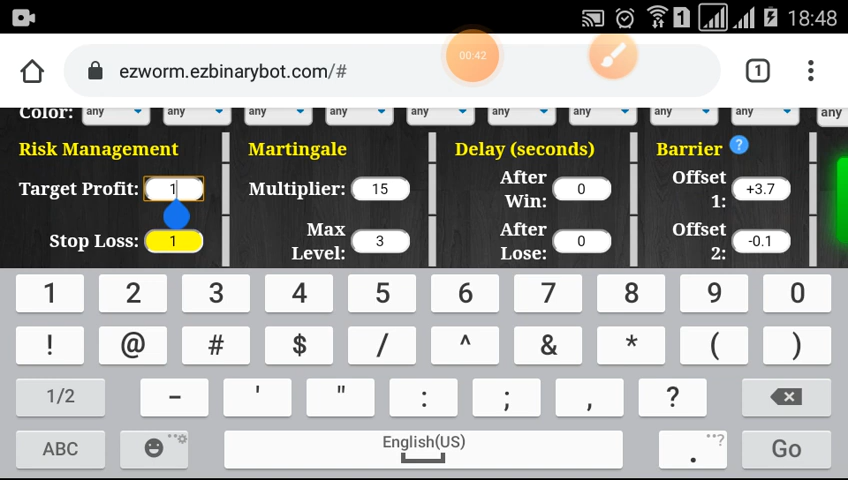 1 18:48
00:42
ezworm.ezbinarybot.com/# 1
Color: any any any any any any any any any any
Risk Management Martingale Delay (seconds) Barrier ?
Target Profit: 1 Multiplier: 15 After Win: 0 Offset 1: +3.7
Stop Loss: 1 Max Level: 3 After Lose: 0 Offset 2: -0.1
1 2 3 4 5 6 7 8 9 0
! @ # $ / ^ & * ( )
1/2 - ' " : ; , ?
ABC English(US) . ? Go